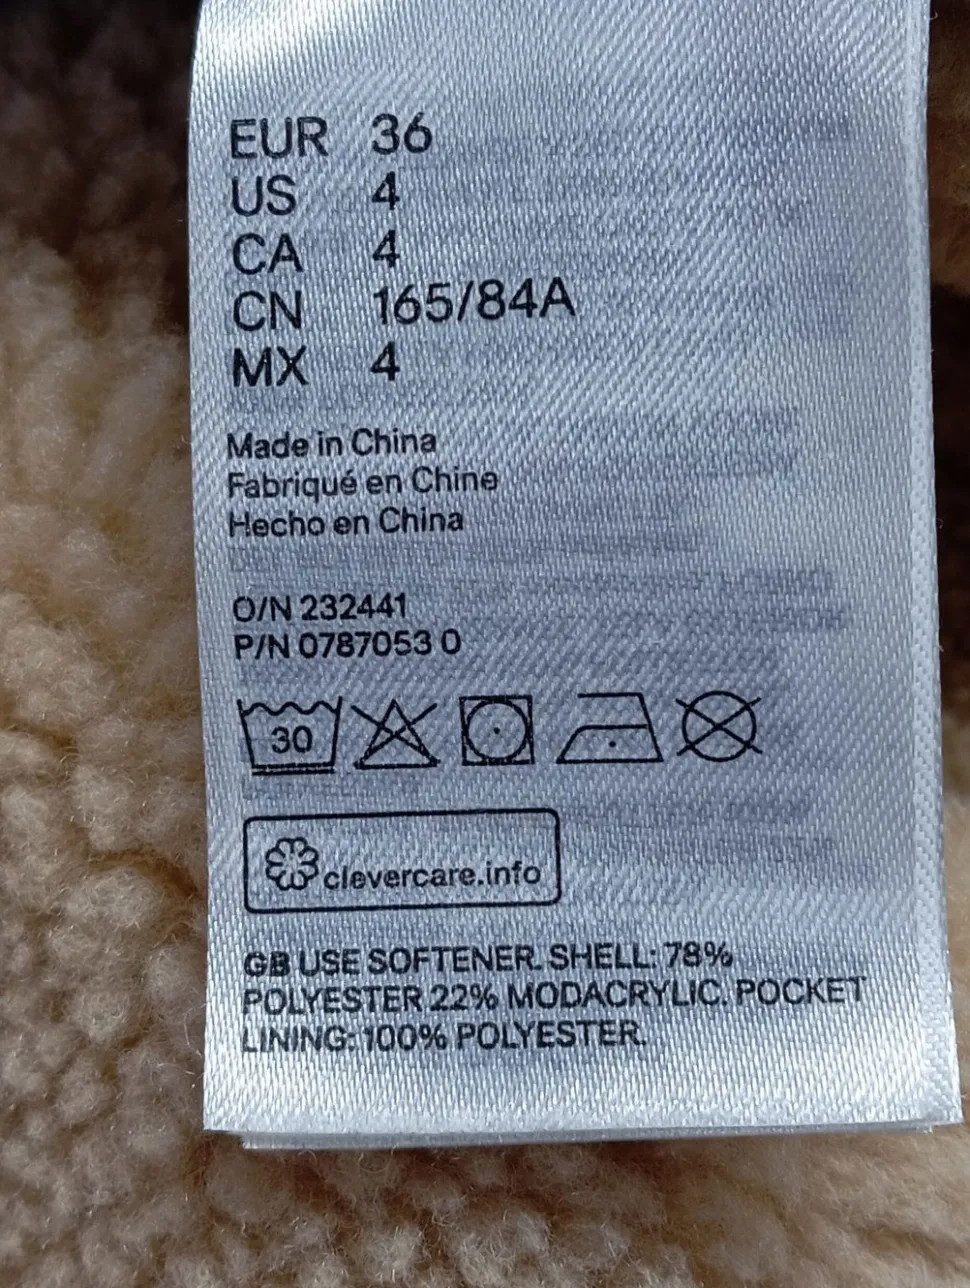 EUR 36
US 4
CA 4
CN 165/84A
MX 4
Made in China
Fabriqué en Chine
Hecho en China
O/N 232441
P/N 0787053 0
30
clevercare.info
GB USE SOFTENER. SHELL: 78%
POLYESTER 22% MODACRYLIC. POCKET
LINING: 100% POLYESTER.